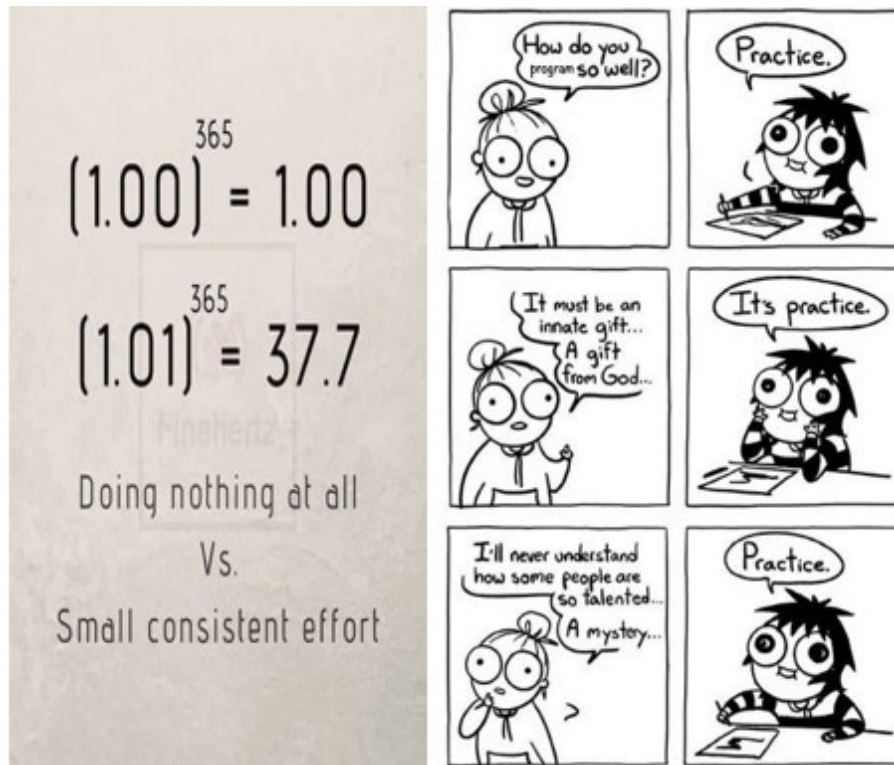 365
(1.00) = 1.00
365
(1.01) = 37.7
Finehertz
Doing nothing at all
Vs.
Small consistent effort
How do you
program so well?
Practice.
It must be an
innate gift...
A gift
from God...
It's practice.
I'll never understand
how some people are
so talented...
A mystery...
Practice.